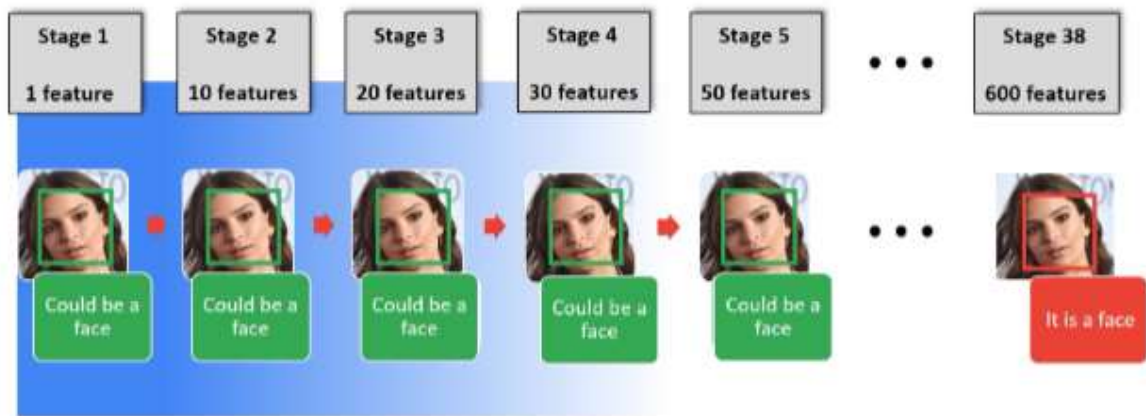 Stage 1
1 feature
Stage 2
10 features
Stage 3
20 features
Stage 4
30 features
Stage 5
50 features
Stage 38
600 features
Could be a
face
Could be a
face
Could be a
face
Could be a
face
Could be a
face
It is a face